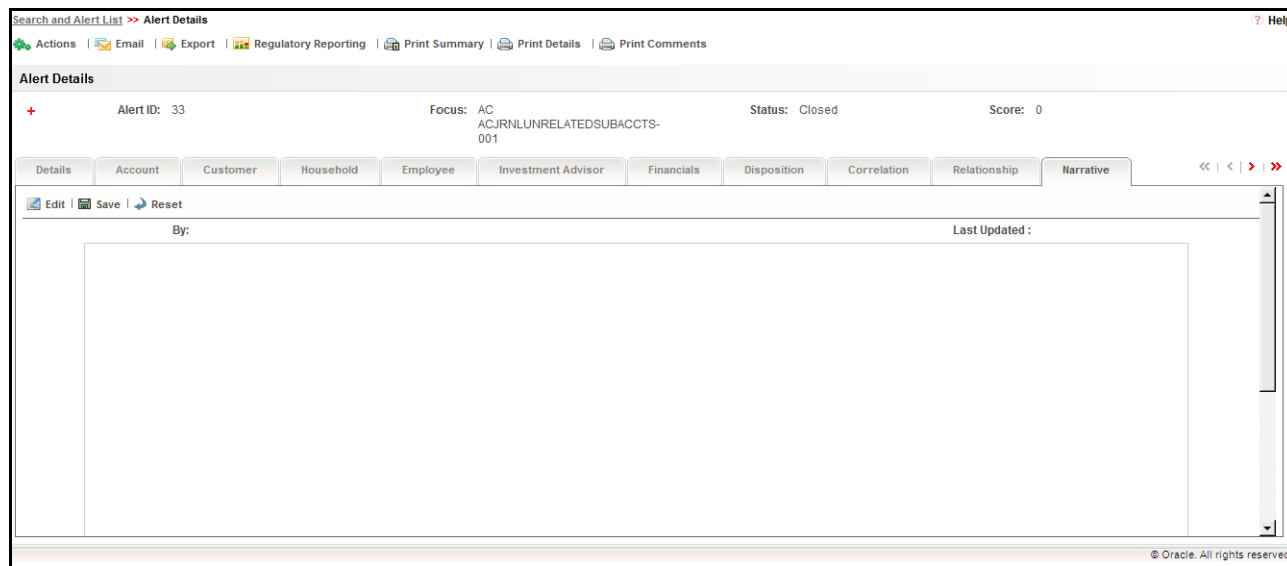 Search and Alert List >> Alert Details ? Help
Actions | Email | Export | Regulatory Reporting | Print Summary | Print Details | Print Comments
Alert Details
+ Alert ID: 33 Focus: AC Status: Closed Score: 0
ACJRNLUNRELATEDSUBACCTS-
001
Details Account Customer Household Employee Investment Advisor Financials Disposition Correlation Relationship Narrative << | < | > | >>
Edit | Save | Reset
By: Last Updated :
© Oracle. All rights reserved